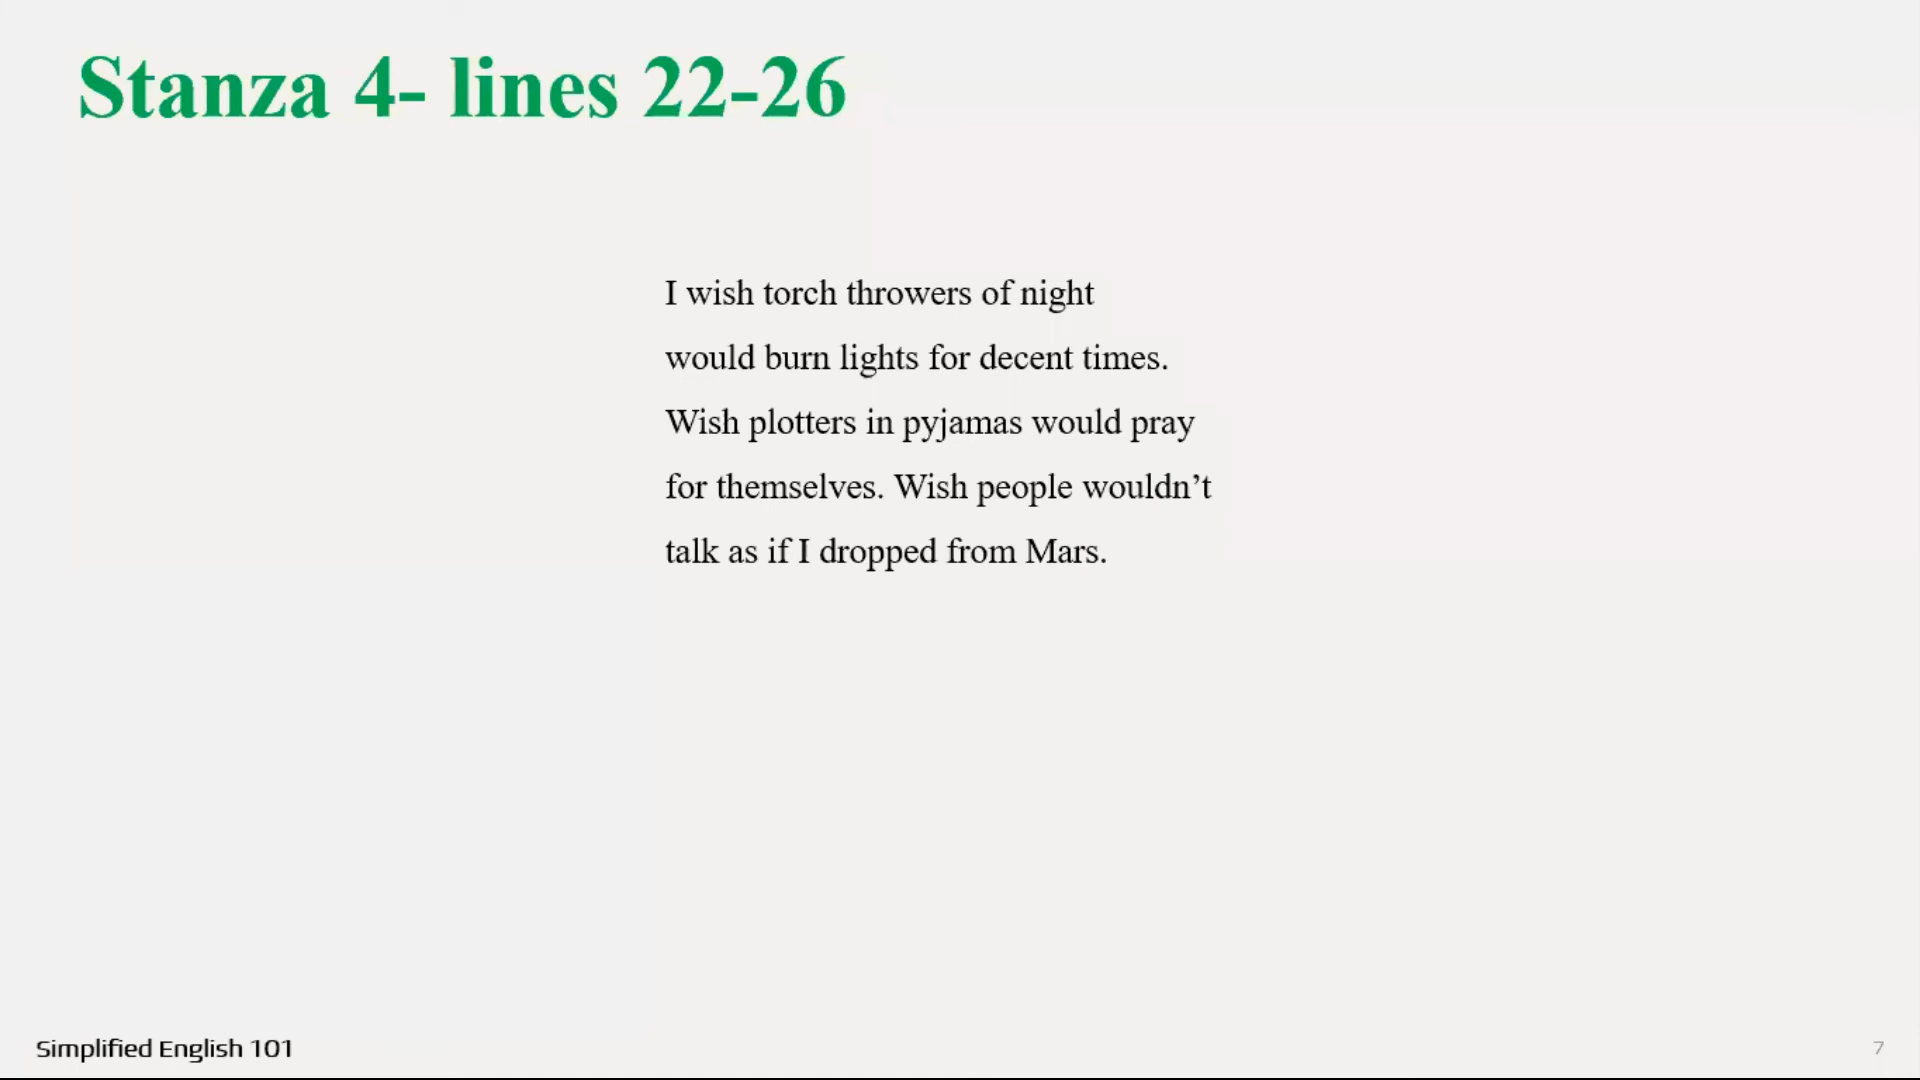 Stanza 4- lines 22-26
I wish torch throwers of night
would burn lights for decent times.
Wish plotters in pyjamas would pray
for themselves. Wish people wouldn’t
talk as if I dropped from Mars.
Simplified English 101
7